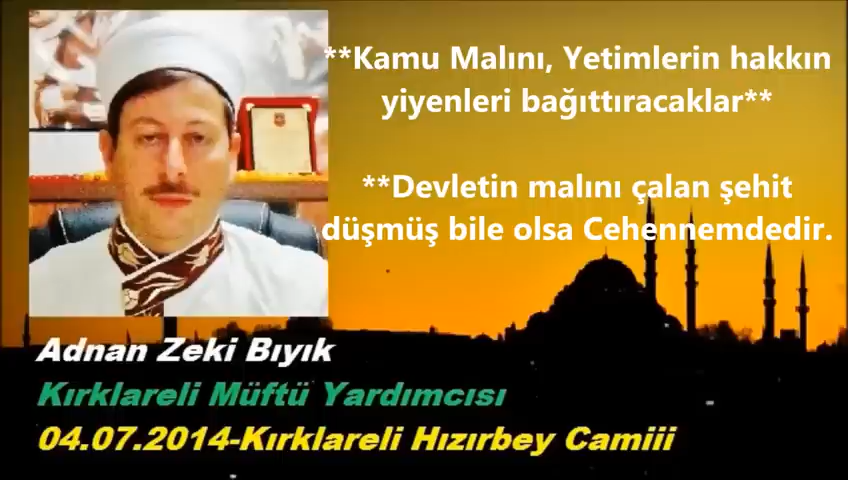 **Kamu Malını, Yetimlerin hakkın
yiyenleri bağıttıracaklar**
**Devletin malını çalan şehit
düşmüş bile olsa Cehennemdedir.
Adnan Zeki Bıyık
Kırklareli Müftü Yardımcısı
04.07.2014-Kırklareli Hızırbey Camiii